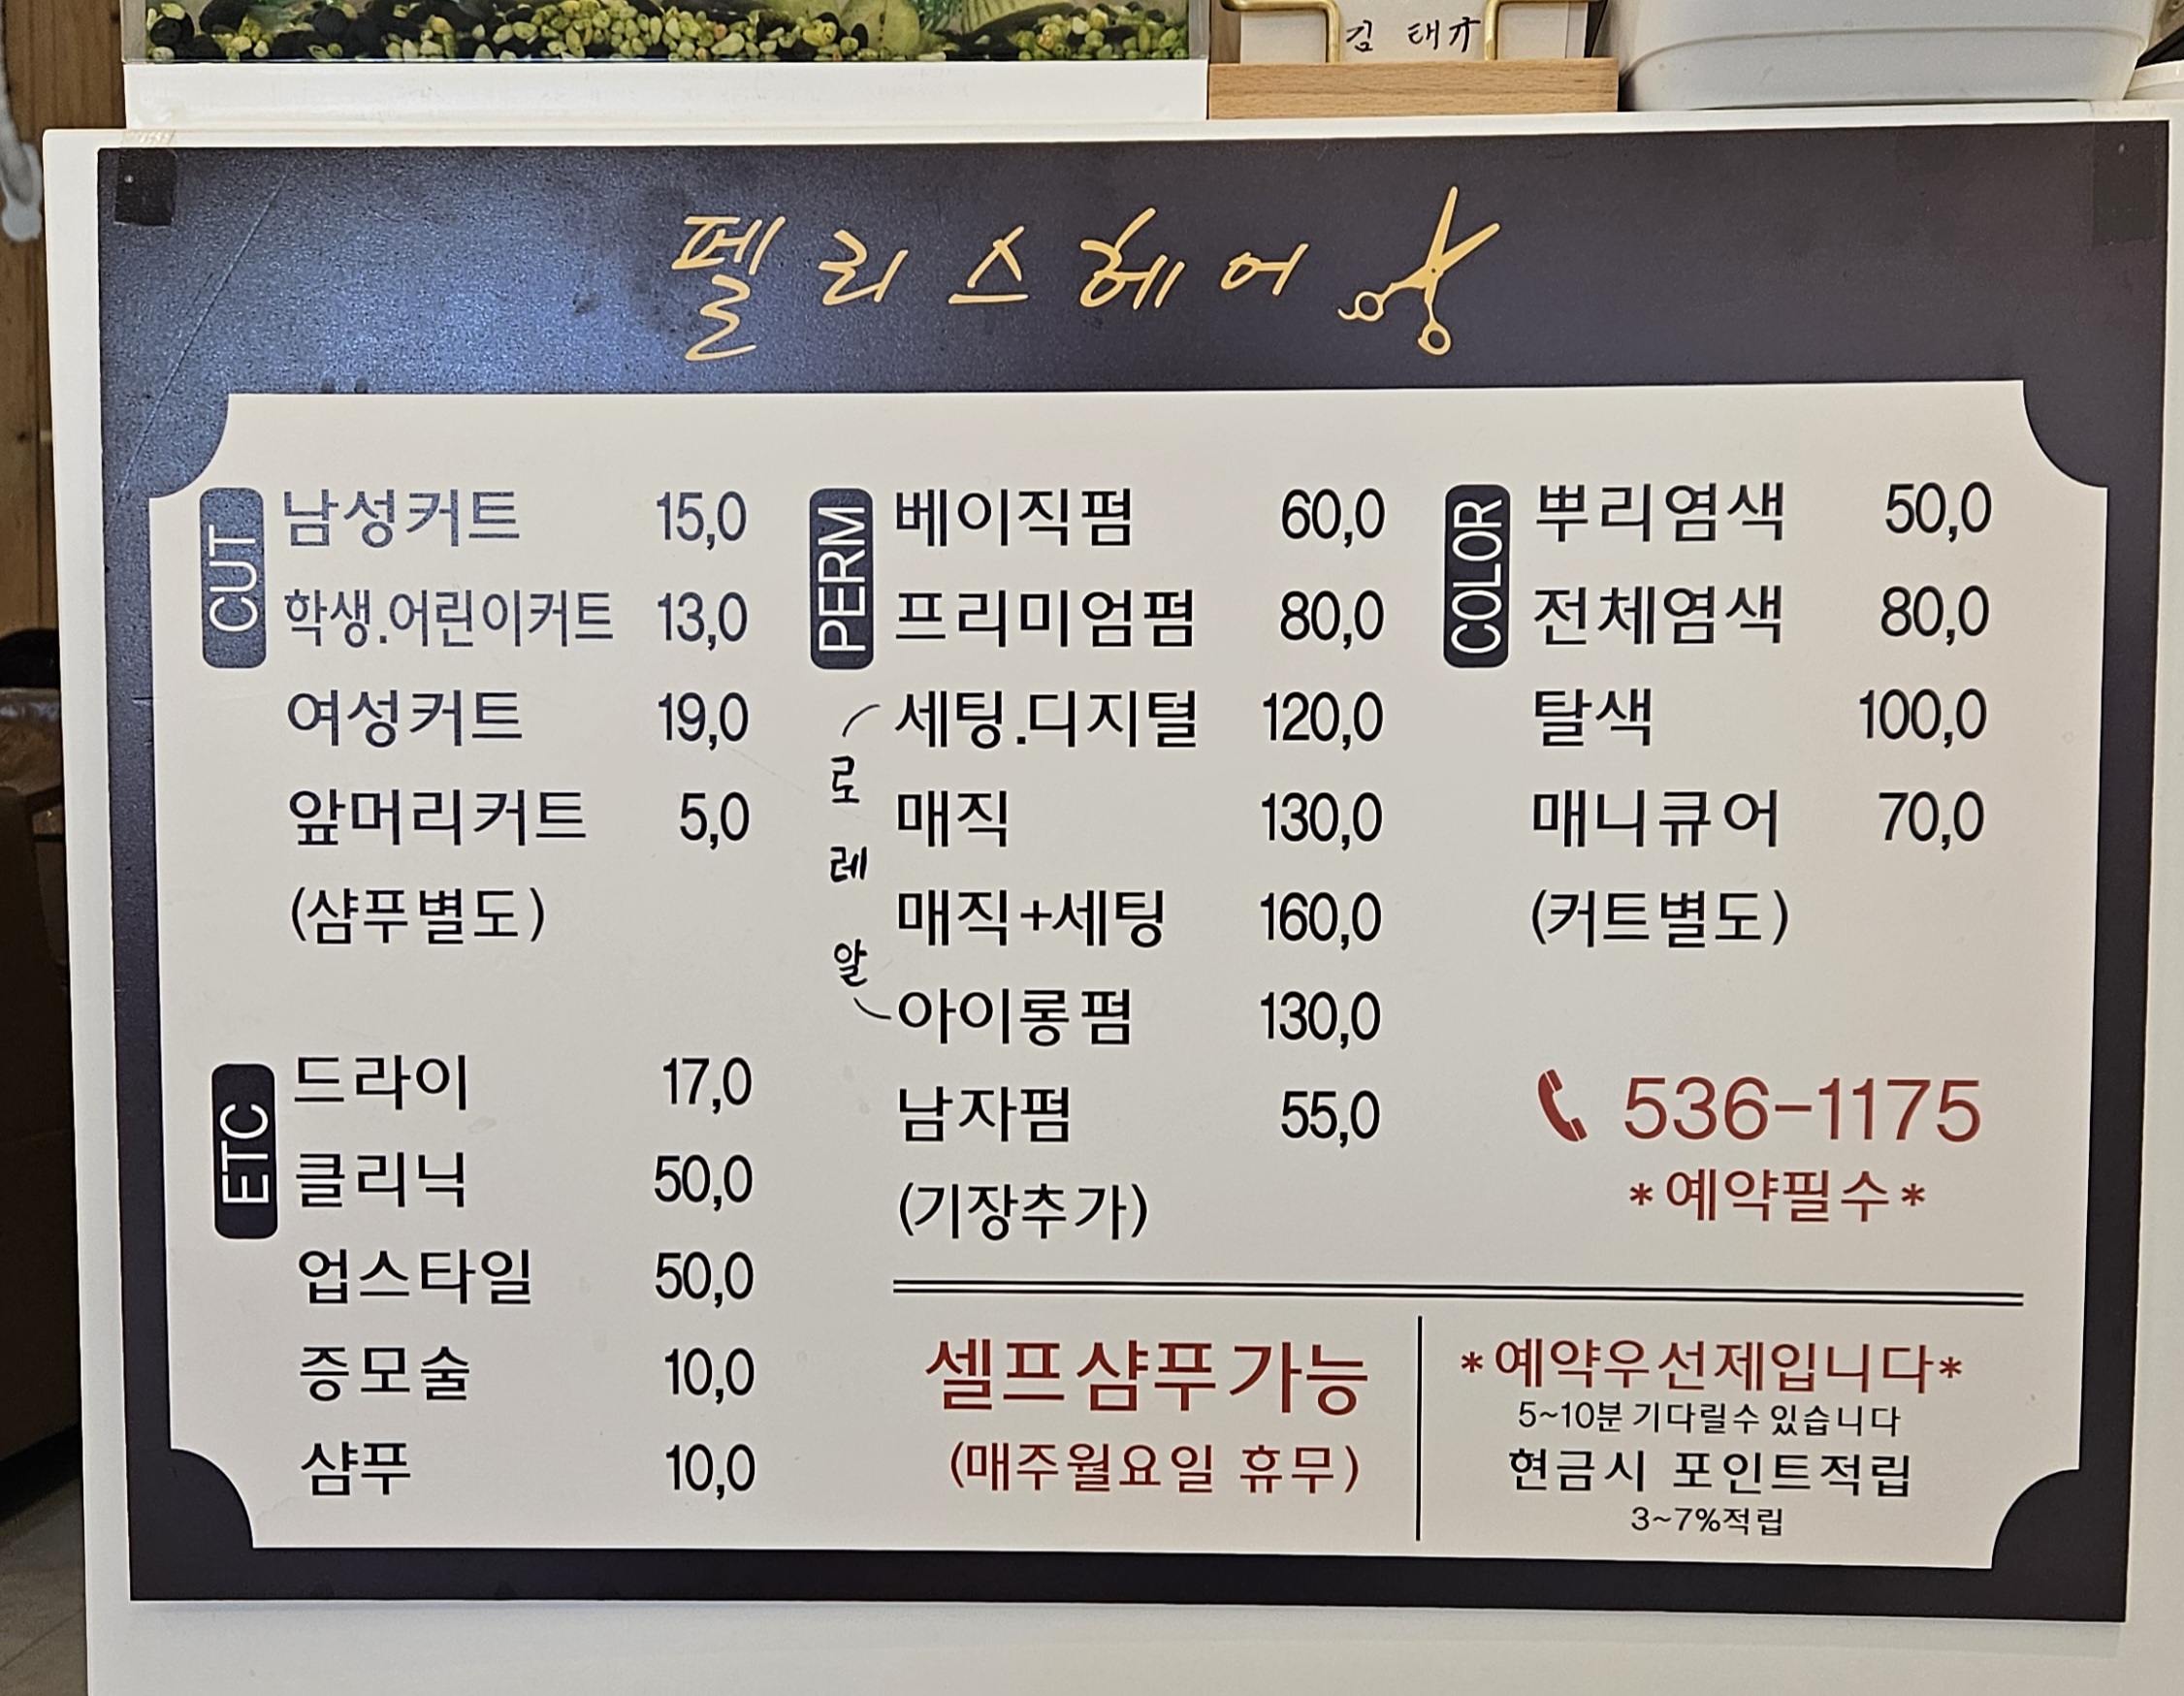 김 태규
펠리스헤어
CUT
남성커트 15,0
학생.어린이커트 13,0
여성커트 19,0
앞머리커트 5,0
(샴푸별도)
ETC
드라이 17,0
클리닉 50,0
업스타일 50,0
증모술 10,0
샴푸 10,0
PERM
베이직펌 60,0
프리미엄펌 80,0
로레알
세팅.디지털 120,0
매직 130,0
매직+세팅 160,0
아이롱펌 130,0
남자펌 55,0
(기장추가)
COLOR
뿌리염색 50,0
전체염색 80,0
탈색 100,0
매니큐어 70,0
(커트별도)
536-1175
*예약필수*
셀프샴푸가능
(매주월요일 휴무)
*예약우선제입니다*
5~10분 기다릴수 있습니다
현금시 포인트적립
3~7%적립